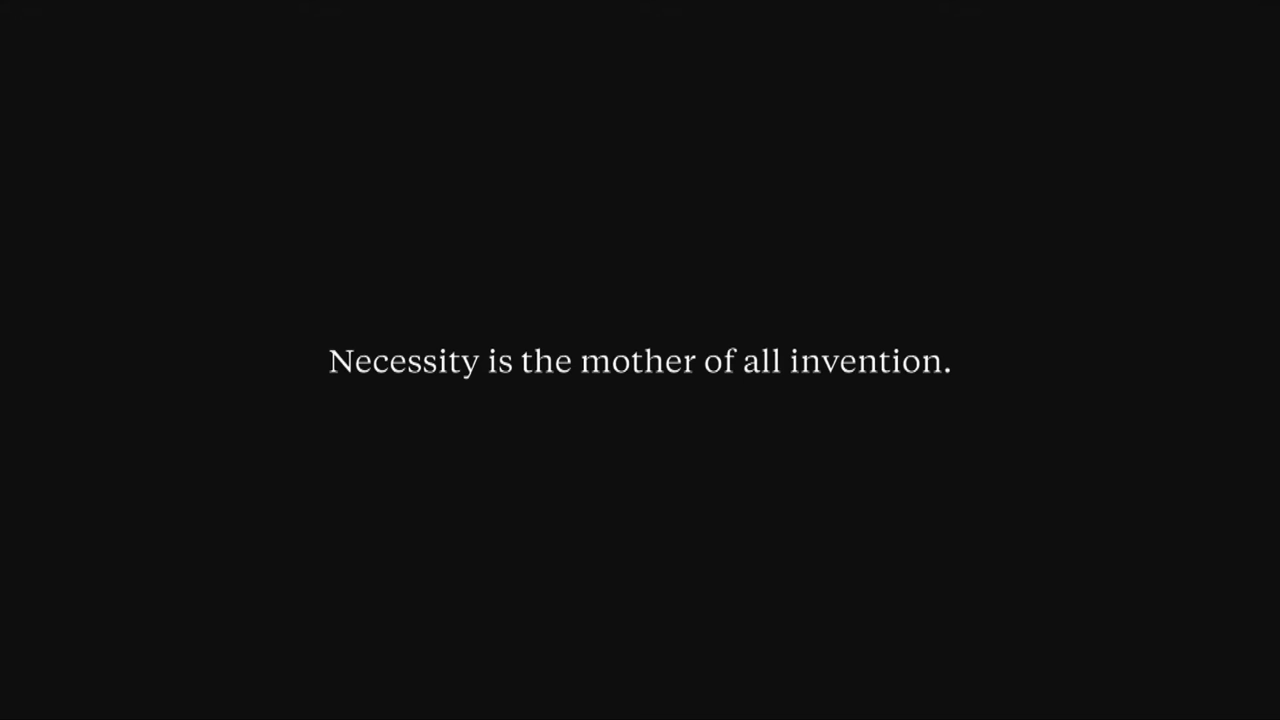 Necessity is the mother of all invention.